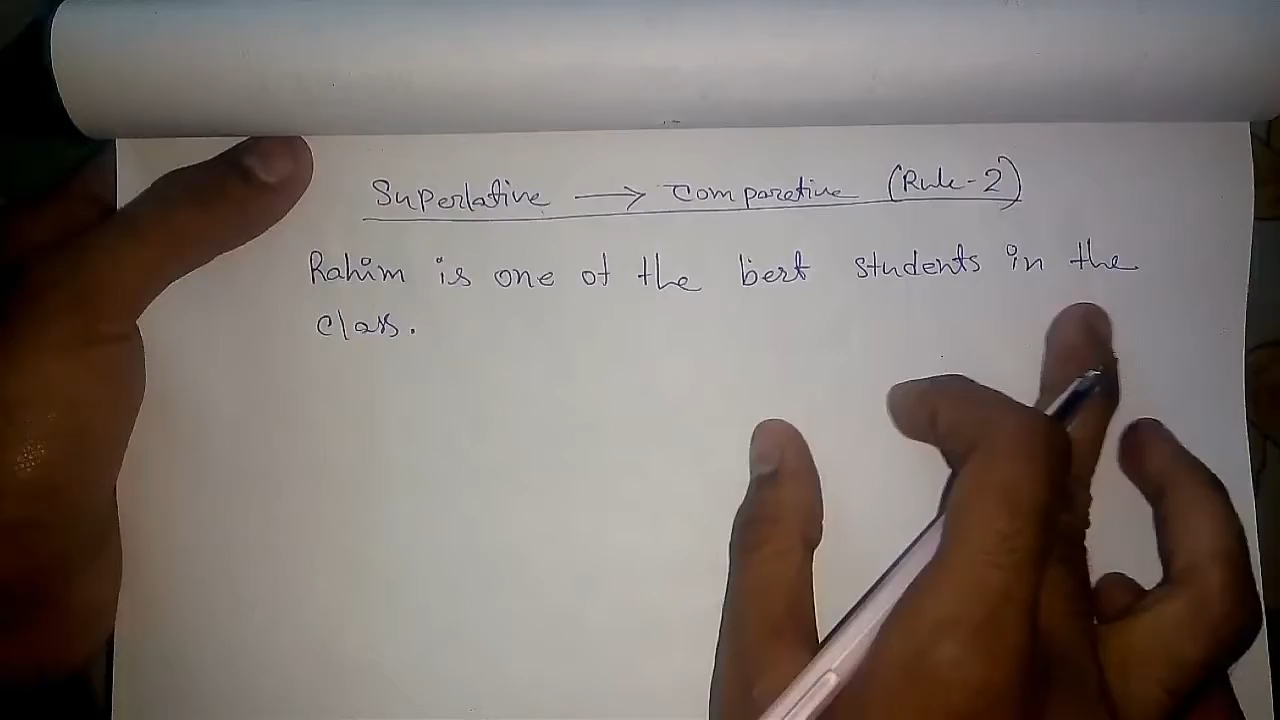 Superlative → Comparative (Rule-2)
Rahim is one of the best students in the
class.